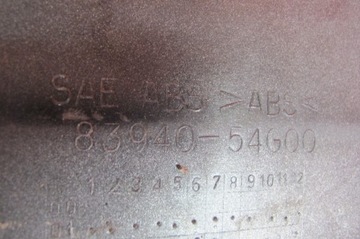 SAE ABS >ABS<
83940-54G00
1 2 3 4 5 6 7 8 9 10 11 12